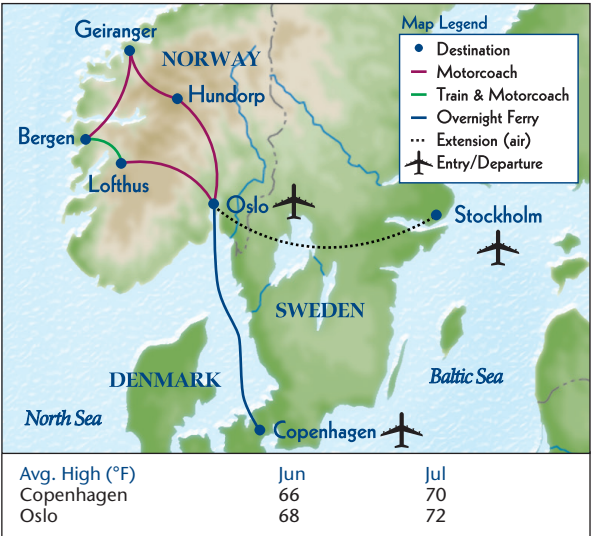 Map Legend
Destination
Motorcoach
Train & Motorcoach
Overnight Ferry
Extension (air)
Entry/Departure
Geiranger
NORWAY
Hundorp
Bergen
Lofthus
Oslo
Stockholm
SWEDEN
DENMARK
Baltic Sea
North Sea
Copenhagen
Avg. High (°F) Jun Jul
Copenhagen 66 70
Oslo 68 72